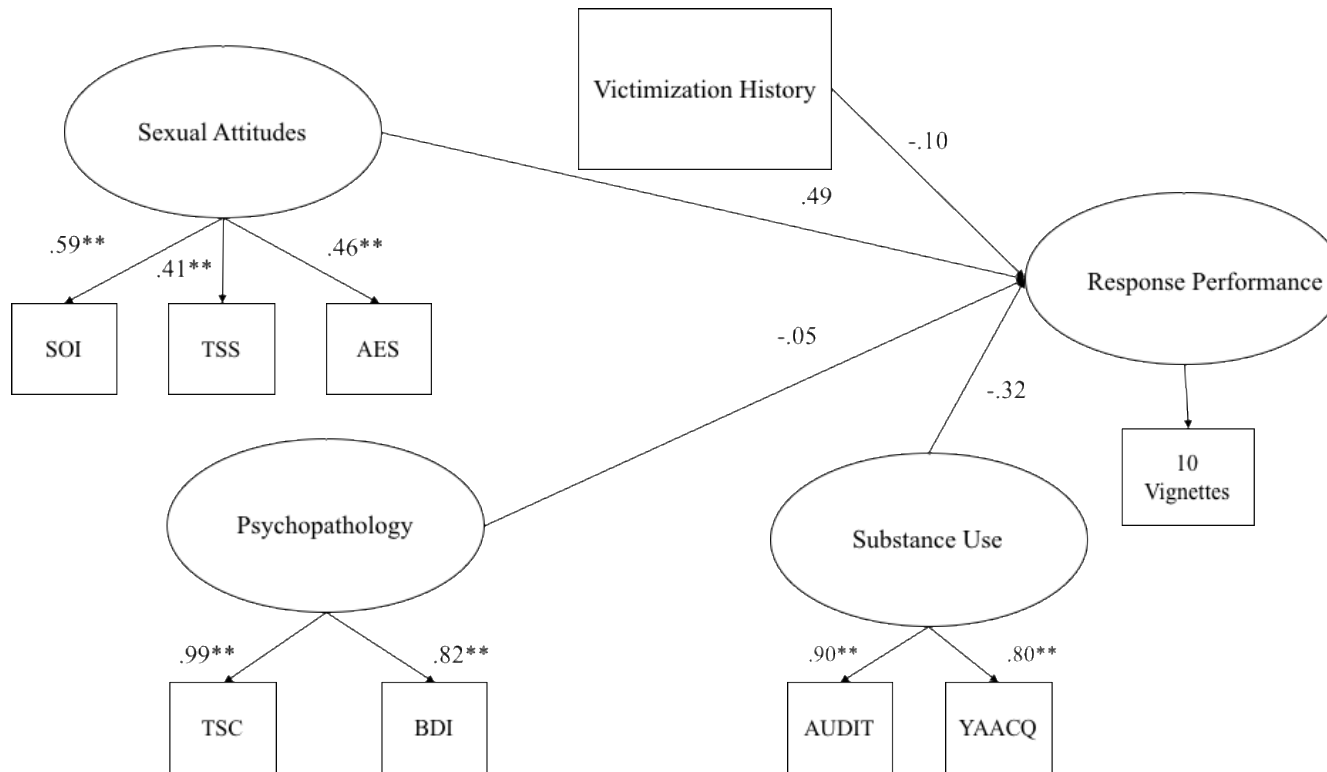 Victimization History
Sexual Attitudes
-.10
.49
.59**
.41**
.46**
Response Performance
SOI
TSS
AES
-.05
-.32
10
Vignettes
Psychopathology
Substance Use
.99**
.82**
.90**
.80**
TSC
BDI
AUDIT
YAACQ